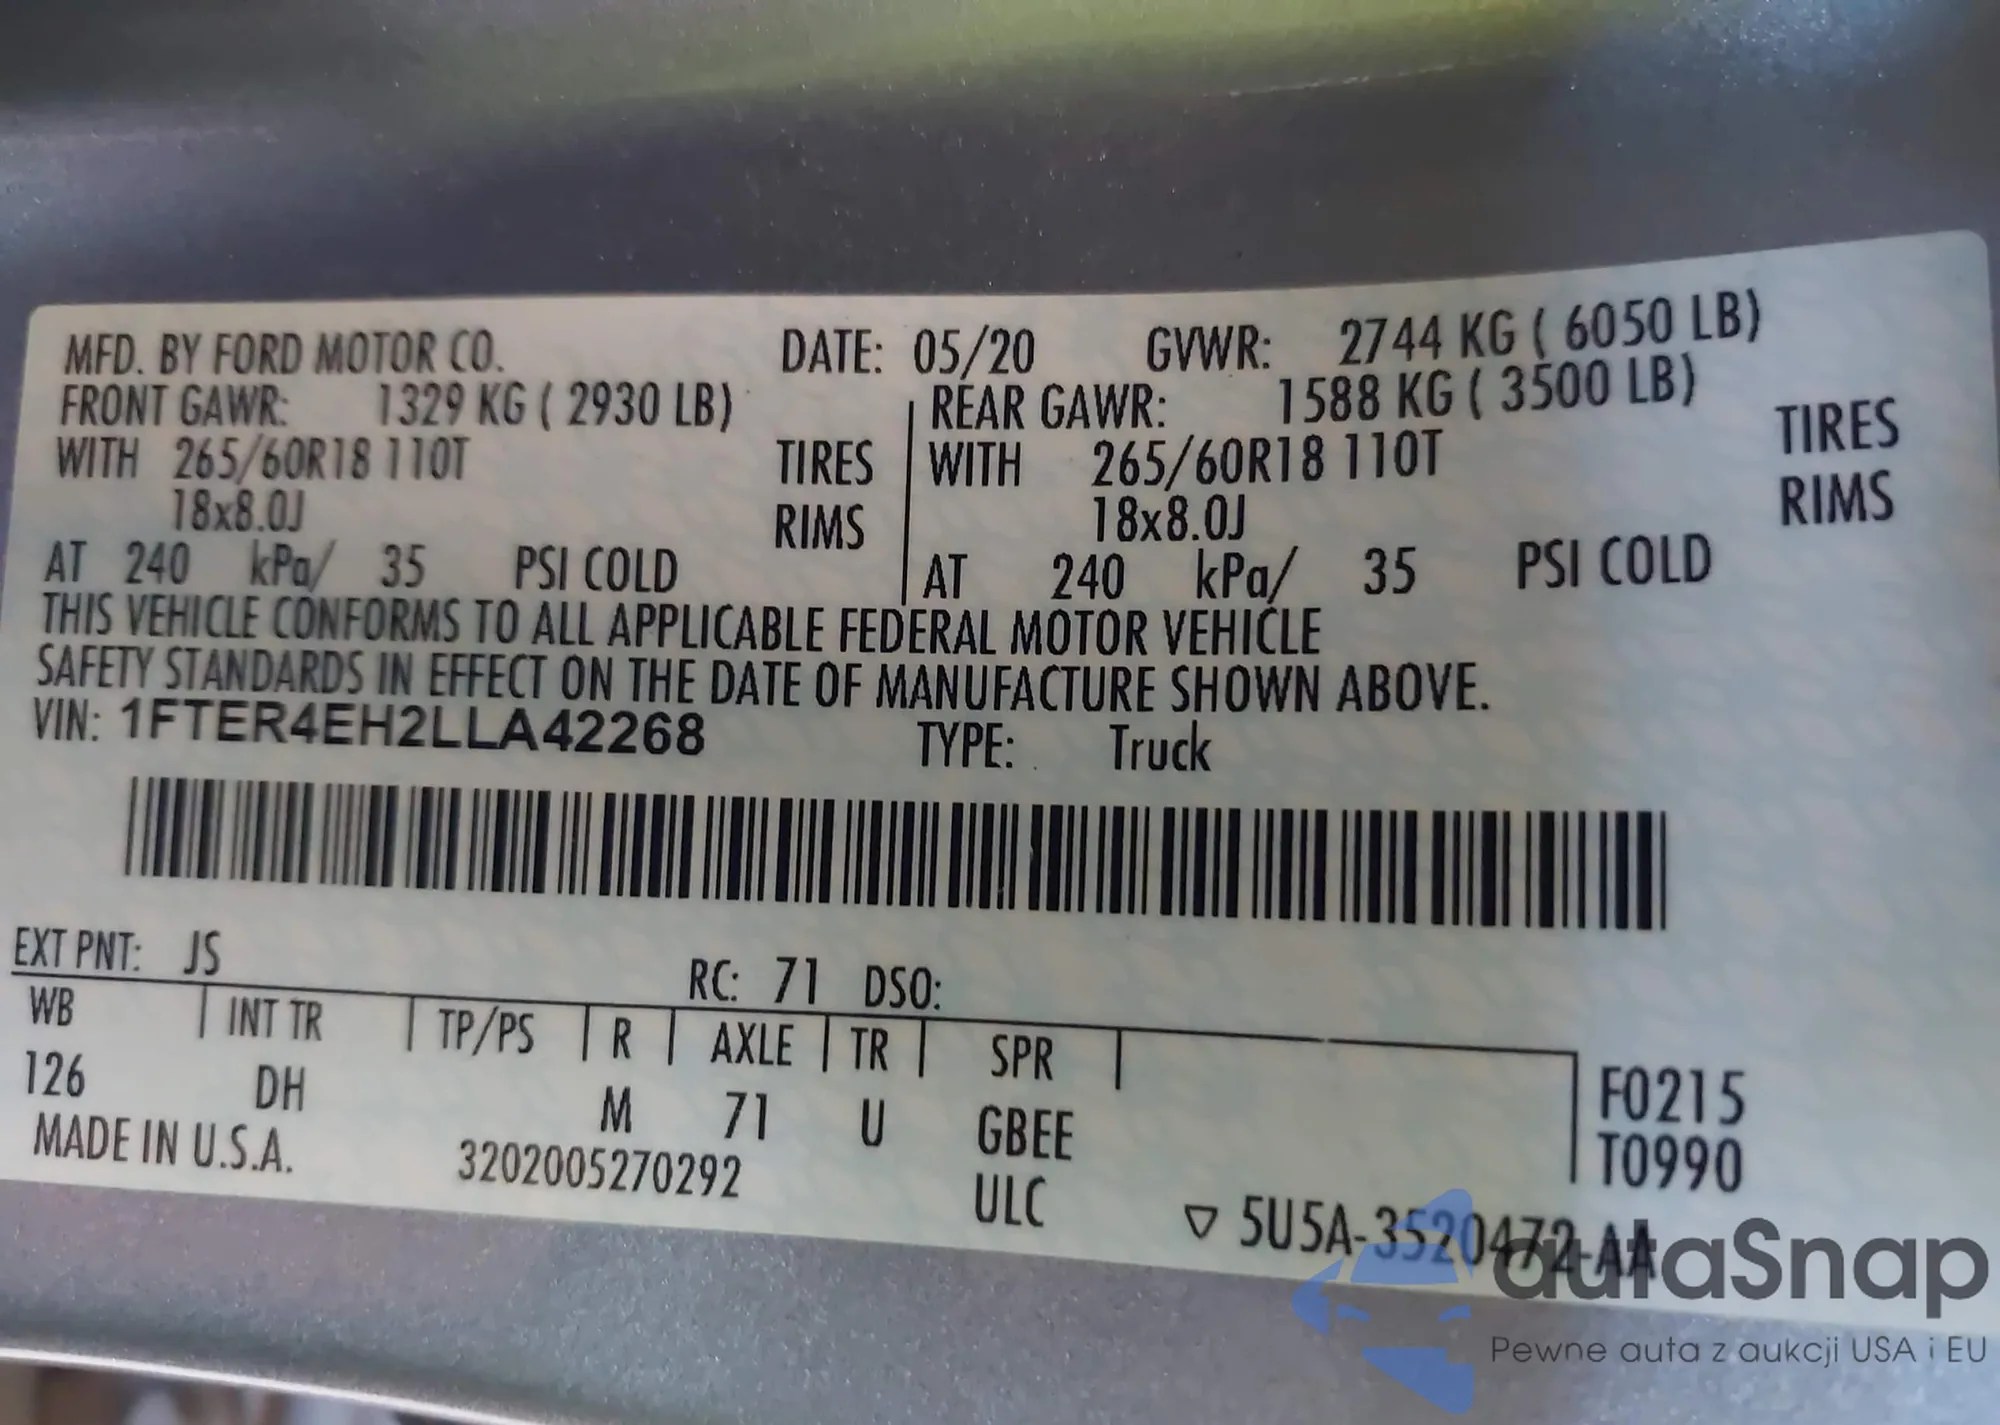 MFD. BY FORD MOTOR CO. DATE: 05/20 GVWR: 2744 KG ( 6050 LB)
FRONT GAWR: 1329 KG ( 2930 LB) REAR GAWR: 1588 KG ( 3500 LB)
WITH 265/60R18 110T TIRES WITH 265/60R18 110T TIRES
18x8.0J RIMS 18x8.0J RIMS
AT 240 kPa/ 35 PSI COLD AT 240 kPa/ 35 PSI COLD
THIS VEHICLE CONFORMS TO ALL APPLICABLE FEDERAL MOTOR VEHICLE
SAFETY STANDARDS IN EFFECT ON THE DATE OF MANUFACTURE SHOWN ABOVE.
VIN: 1FTER4EH2LLA42268 TYPE: Truck
EXT PNT: JS RC: 71 DSO:
WB INT TR TP/PS R AXLE TR SPR
126 DH M 71 U GBEE F0215
MADE IN U.S.A. 3202005270292 ULC T0990
▽ 5U5A-3520472-AA
autaSnap
Pewne auta z aukcji USA i EU